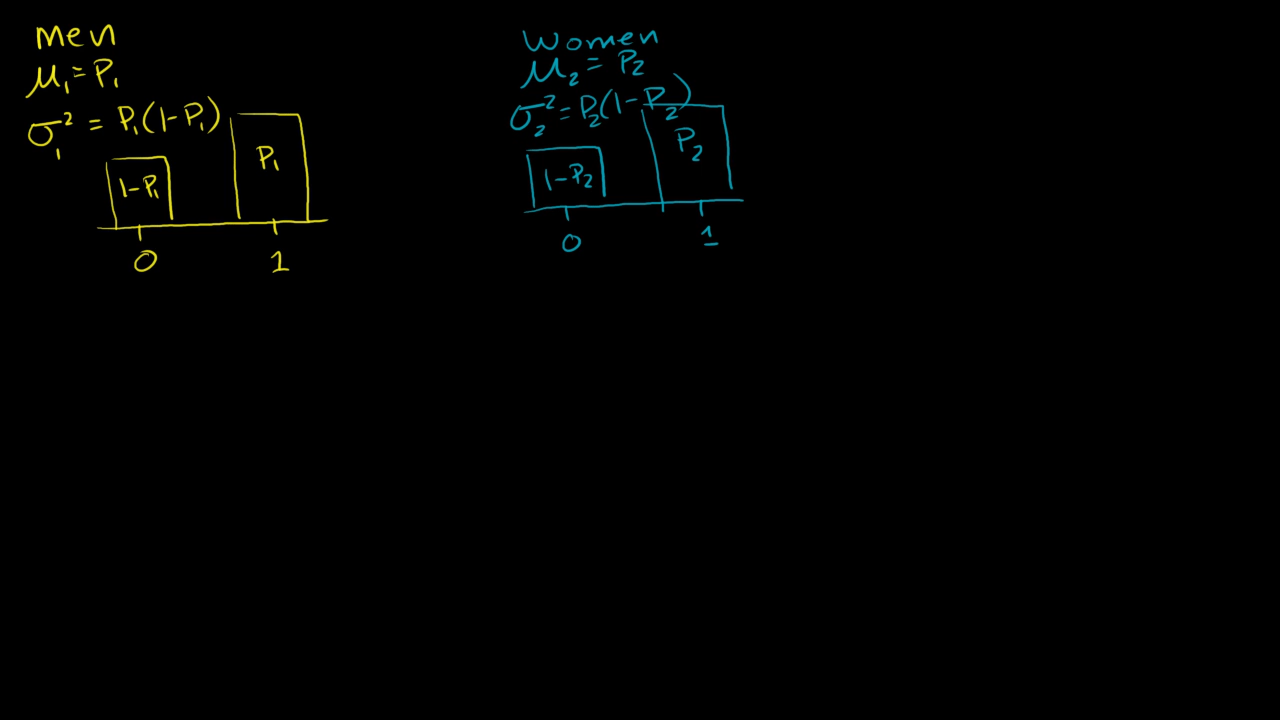 men
μ₁ = P₁
σ₁² = P₁(1-P₁)
1-P₁
P₁
0 1
Women
μ₂ = P₂
σ₂² = P₂(1-P₂)
1-P₂
P₂
0 1